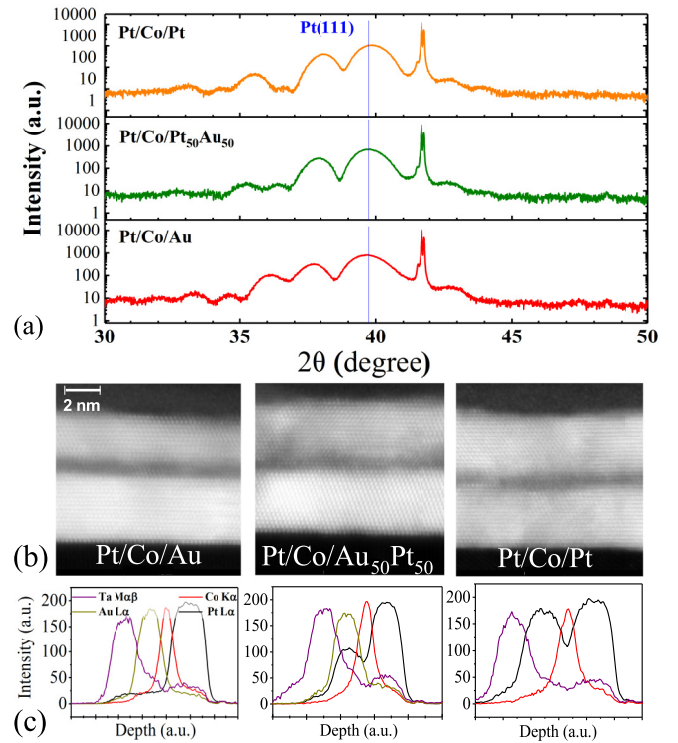 Pt/Co/Pt
Pt(111)
10000
1000
100
10
1
Pt/Co/Pt50Au50
10000
1000
100
10
1
Pt/Co/Au
10000
1000
100
10
1
Intensity (a.u.)
30 35 40 45 50
2θ (degree)
(a)
2 nm
Pt/Co/Au
Pt/Co/Au50Pt50
Pt/Co/Pt
(b)
Ta Mαβ Co Kα
Au Lα Pt Lα
Intensity (a.u.)
200
150
100
50
0
200
150
100
50
0
200
150
100
50
0
Depth (a.u.) Depth (a.u.) Depth (a.u.)
(c)